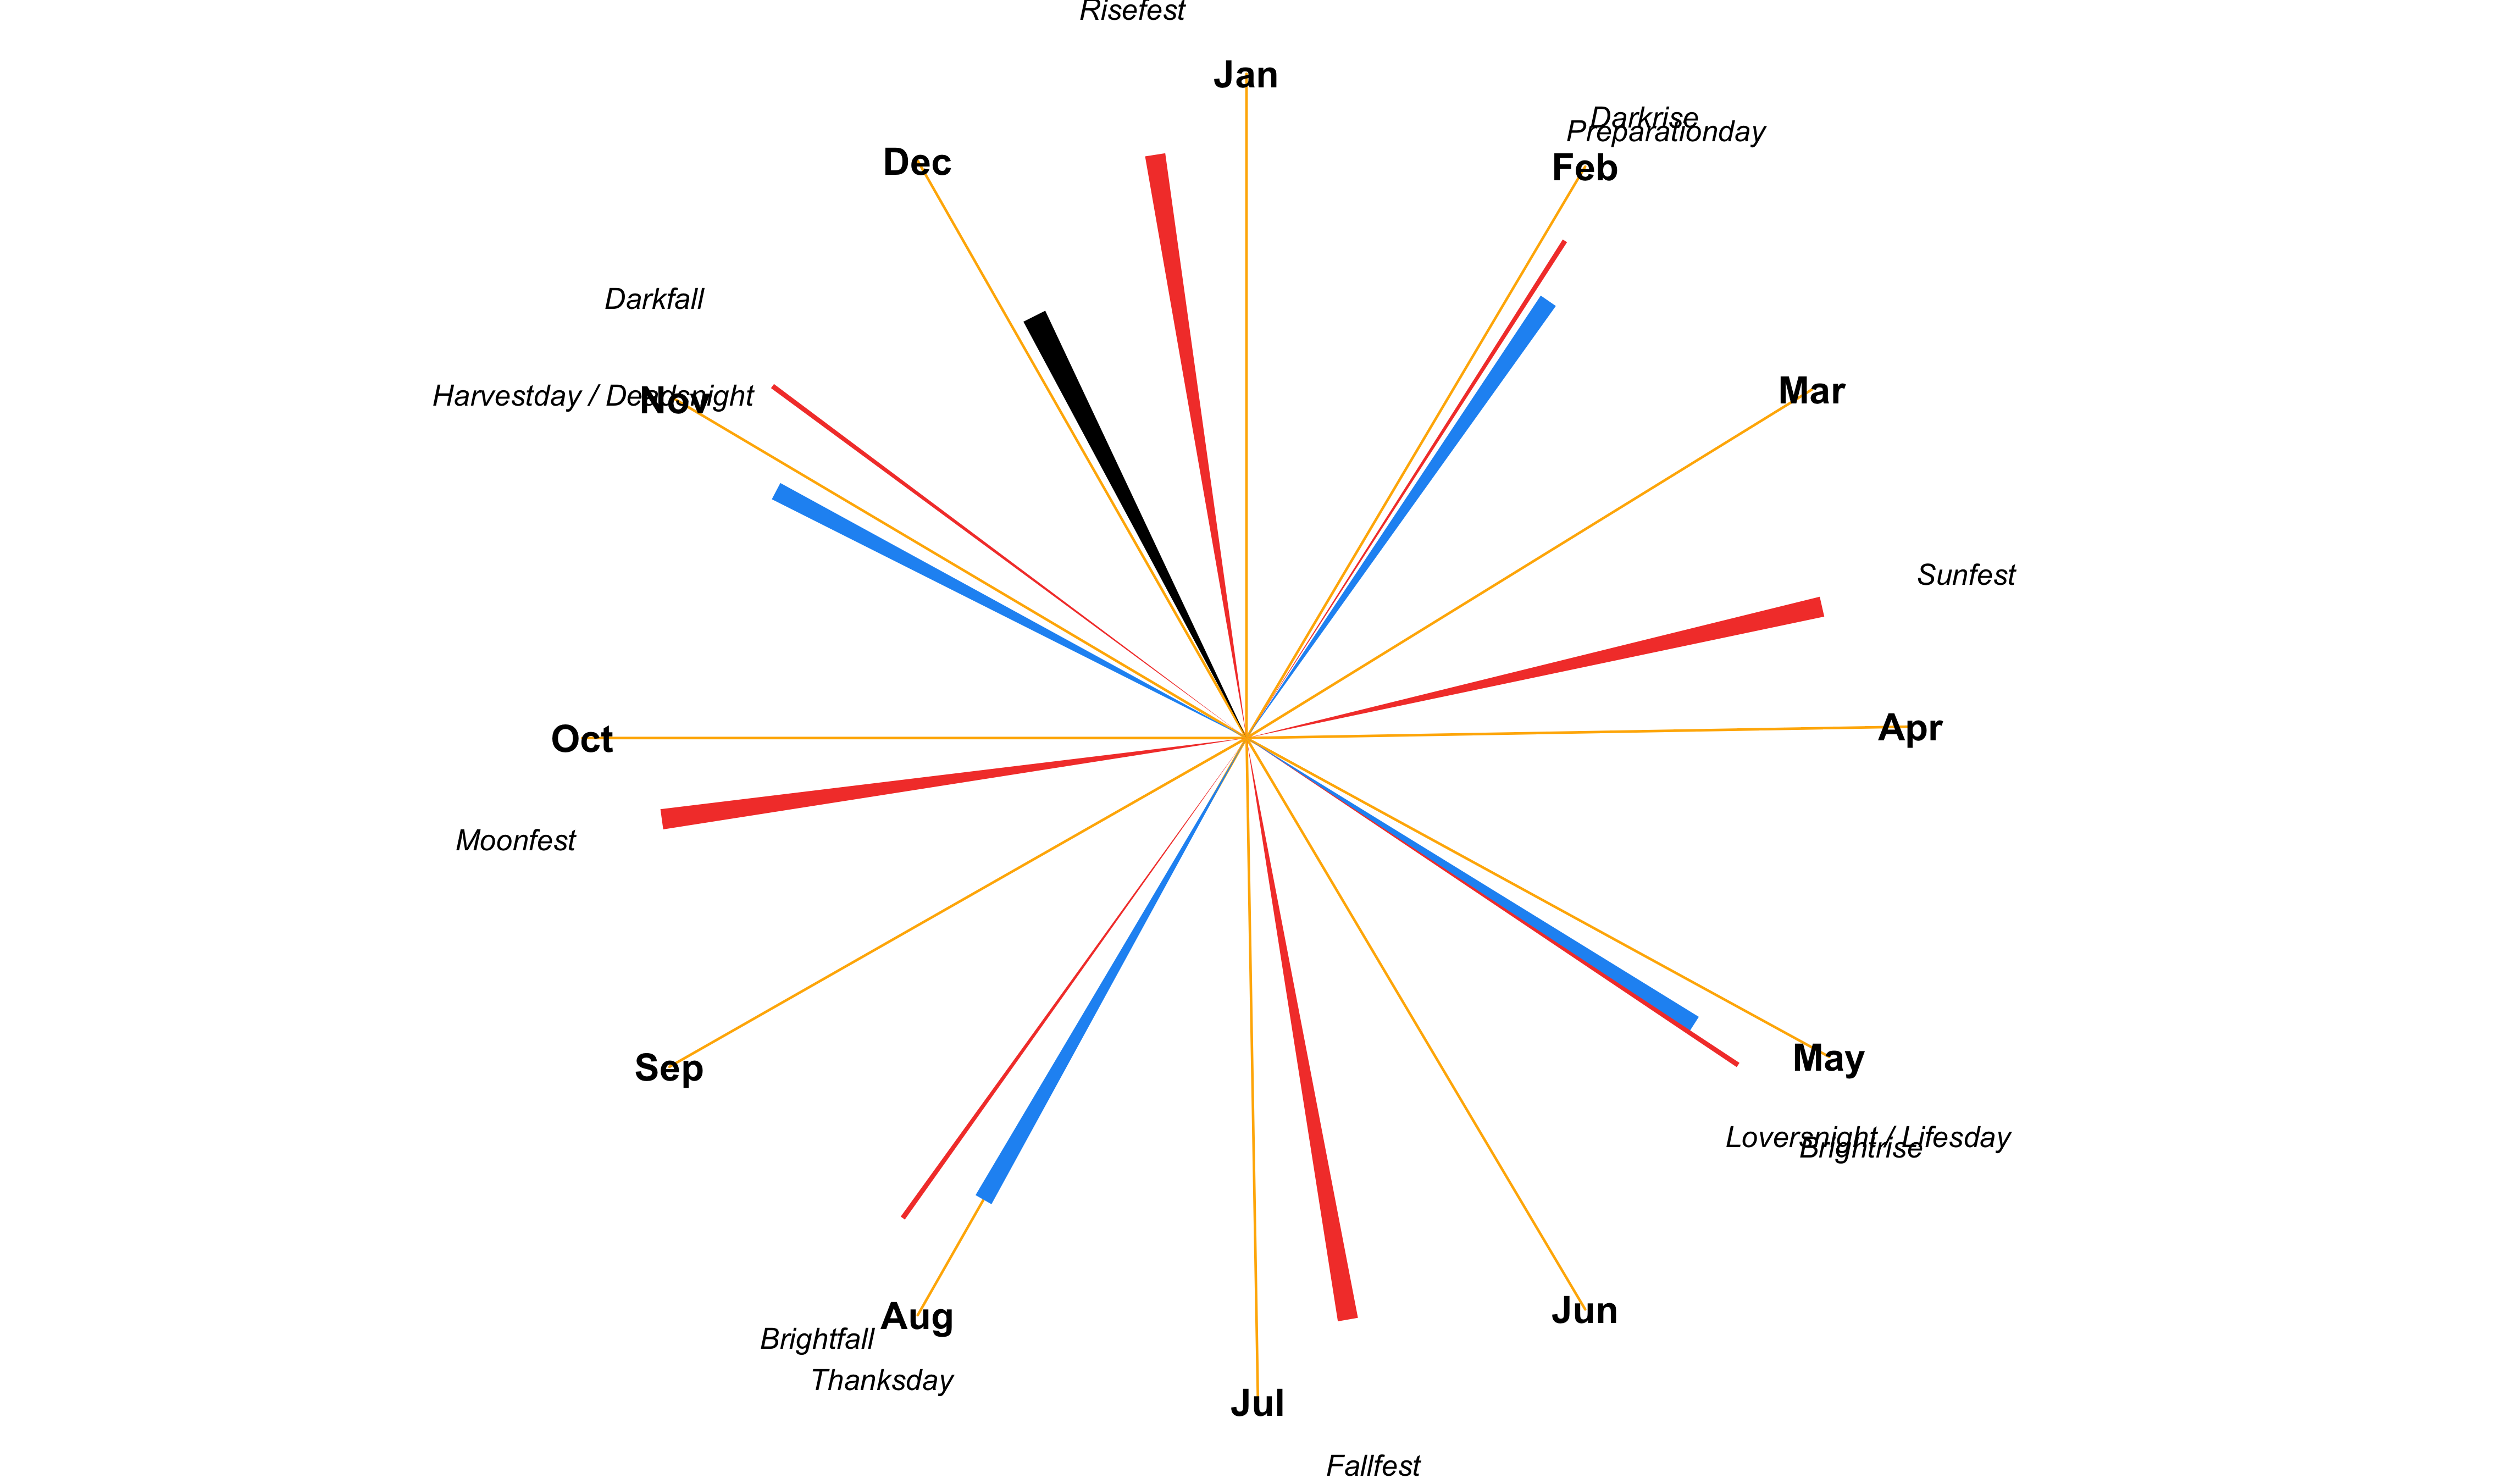 Risefest
Jan
Darkrise
Preparationday
Dec
Feb
Darkfall
Mar
Harvestday / Deadsnight
Nov
Sunfest
Apr
Oct
Moonfest
May
Sep
Loversnight / Lifesday
Brightrise
Jun
Aug
Brightfall
Thanksday
Jul
Fallfest